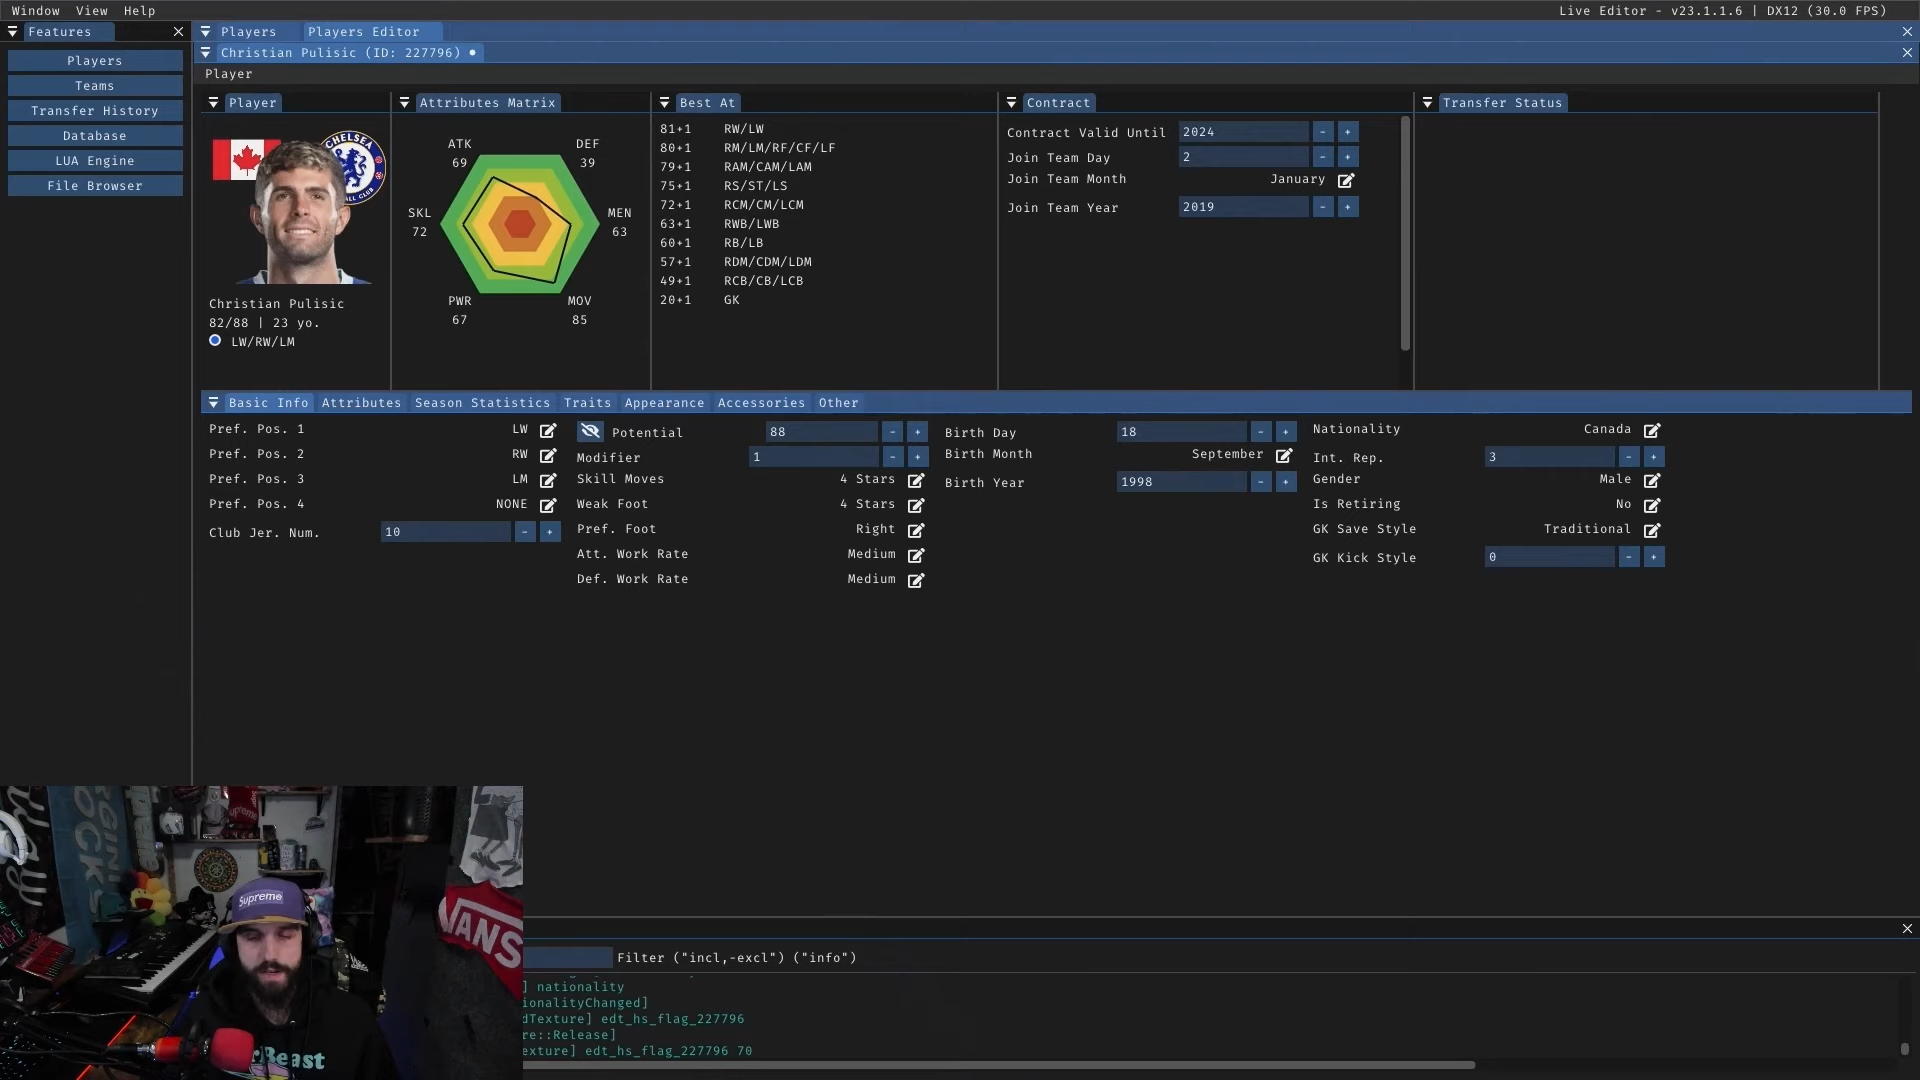 Window View Help
Live Editor - v23.1.1.6 | DX12 (30.0 FPS)
Features
Players
Teams
Transfer History
Database
LUA Engine
File Browser
Players Players Editor
Christian Pulisic (ID: 227796)
Player
Player
CHELSEA
Christian Pulisic
82/88 | 23 yo.
LW/RW/LM
Attributes Matrix
ATK
69
DEF
39
SKL
72
MEN
63
PWR
67
MOV
85
Best At
81+1 RW/LW
80+1 RM/LM/RF/CF/LF
79+1 RAM/CAM/LAM
75+1 RS/ST/LS
72+1 RCM/CM/LCM
63+1 RWB/LWB
60+1 RB/LB
57+1 RDM/CDM/LDM
49+1 RCB/CB/LCB
20+1 GK
Contract
Contract Valid Until 2024 - +
Join Team Day 2 - +
Join Team Month January
Join Team Year 2019 - +
Transfer Status
Basic Info Attributes Season Statistics Traits Appearance Accessories Other
Pref. Pos. 1 LW
Pref. Pos. 2 RW
Pref. Pos. 3 LM
Pref. Pos. 4 NONE
Club Jer. Num. 10 - +
Potential 88 - +
Modifier 1 - +
Skill Moves 4 Stars
Weak Foot 4 Stars
Pref. Foot Right
Att. Work Rate Medium
Def. Work Rate Medium
Birth Day 18 - +
Birth Month September
Birth Year 1998 - +
Nationality Canada
Int. Rep. 3 - +
Gender Male
Is Retiring No
GK Save Style Traditional
GK Kick Style 0 - +
Filter ("incl,-excl") ("info")
] nationality
ionalityChanged]
dTexture] edt_hs_flag_227796
re::Release]
exture] edt_hs_flag_227796 70
Supreme
VANS
Beast